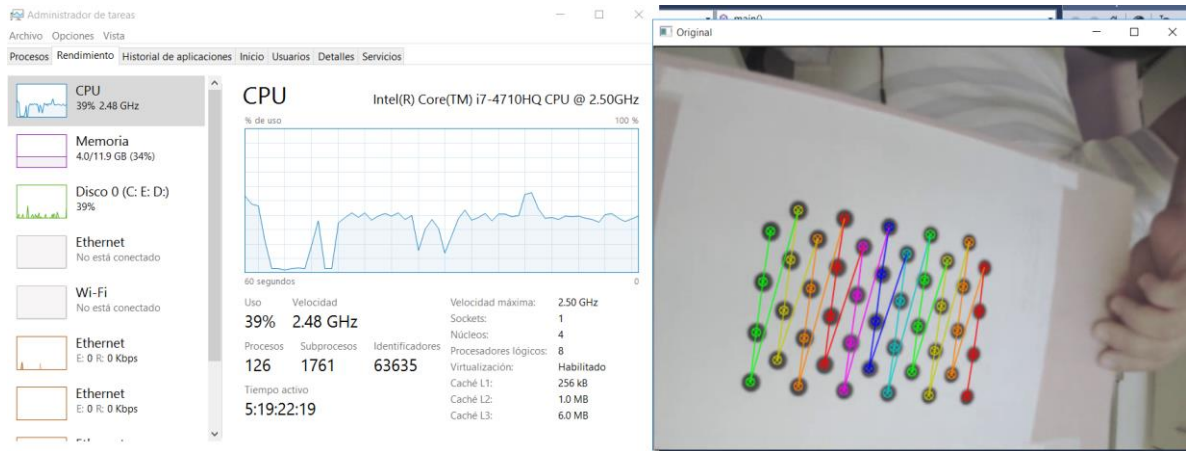 Administrador de tareas
Archivo Opciones Vista
Procesos Rendimiento Historial de aplicaciones Inicio Usuarios Detalles Servicios
CPU
39% 2.48 GHz
Memoria
4.0/11.9 GB (34%)
Disco 0 (C: E: D:)
39%
Ethernet
No está conectado
Wi-Fi
No está conectado
Ethernet
E: 0 R: 0 Kbps
Ethernet
E: 0 R: 0 Kbps
CPU
Intel(R) Core(TM) i7-4710HQ CPU @ 2.50GHz
% de uso
100 %
60 segundos
0
Uso
Velocidad
39%
2.48 GHz
Procesos
Subprocesos
Identificadores
126
1761
63635
Tiempo activo
5:19:22:19
Velocidad máxima: 2.50 GHz
Sockets: 1
Núcleos: 4
Procesadores lógicos: 8
Virtualización: Habilitado
Caché L1: 256 kB
Caché L2: 1.0 MB
Caché L3: 6.0 MB
main()
Original